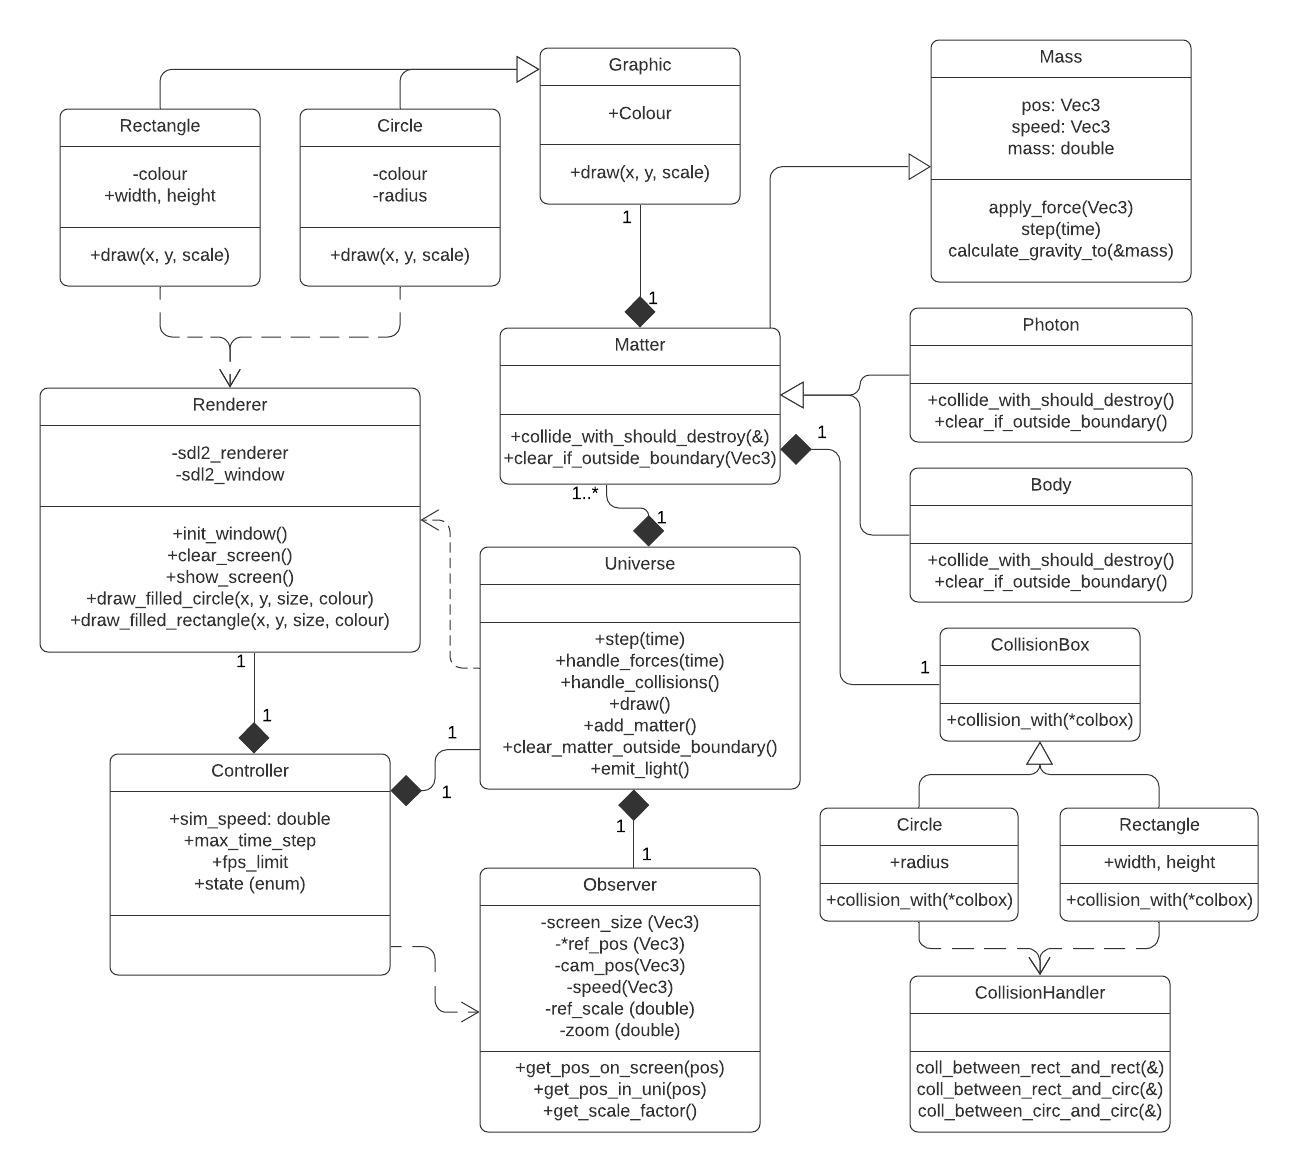 Graphic
+Colour
+draw(x, y, scale)
1
Mass
pos: Vec3
speed: Vec3
mass: double
apply_force(Vec3)
step(time)
calculate_gravity_to(&mass)
Rectangle
-colour
+width, height
+draw(x, y, scale)
Circle
-colour
-radius
+draw(x, y, scale)
1
Matter
+collide_with_should_destroy(&)
+clear_if_outside_boundary(Vec3)
1
1..*
1
Photon
+collide_with_should_destroy()
+clear_if_outside_boundary()
Body
+collide_with_should_destroy()
+clear_if_outside_boundary()
Renderer
-sdl2_renderer
-sdl2_window
+init_window()
+clear_screen()
+show_screen()
+draw_filled_circle(x, y, size, colour)
+draw_filled_rectangle(x, y, size, colour)
1
1
Universe
+step(time)
+handle_forces(time)
+handle_collisions()
+draw()
+add_matter()
+clear_matter_outside_boundary()
+emit_light()
1
1
1
1
1
CollisionBox
+collision_with(*colbox)
Controller
+sim_speed: double
+max_time_step
+fps_limit
+state (enum)
Circle
+radius
+collision_with(*colbox)
Rectangle
+width, height
+collision_with(*colbox)
Observer
-screen_size (Vec3)
-*ref_pos (Vec3)
-cam_pos(Vec3)
-speed(Vec3)
-ref_scale (double)
-zoom (double)
+get_pos_on_screen(pos)
+get_pos_in_uni(pos)
+get_scale_factor()
CollisionHandler
coll_between_rect_and_rect(&)
coll_between_rect_and_circ(&)
coll_between_circ_and_circ(&)